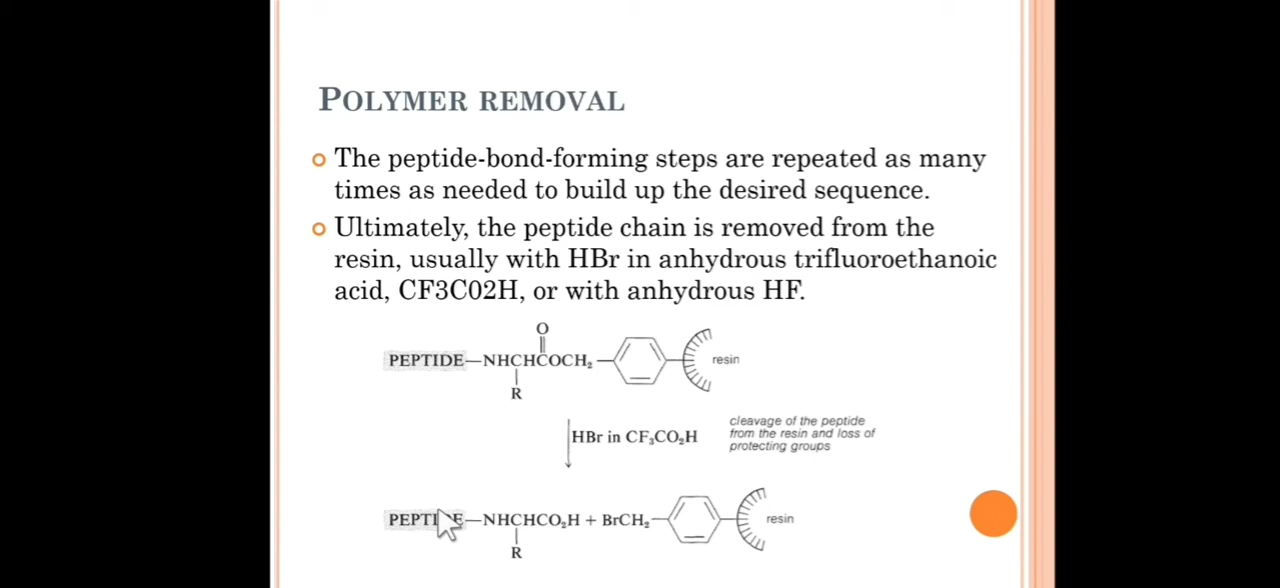 POLYMER REMOVAL
The peptide-bond-forming steps are repeated as many
times as needed to build up the desired sequence.
Ultimately, the peptide chain is removed from the
resin, usually with HBr in anhydrous trifluoroethanoic
acid, CF3C02H, or with anhydrous HF.
O
PEPTIDE—NHCHCOCH₂— resin
R
HBr in CF₃CO₂H
cleavage of the peptide
from the resin and loss of
protecting groups
—NHCHCO₂H + BrCH₂— resin
R